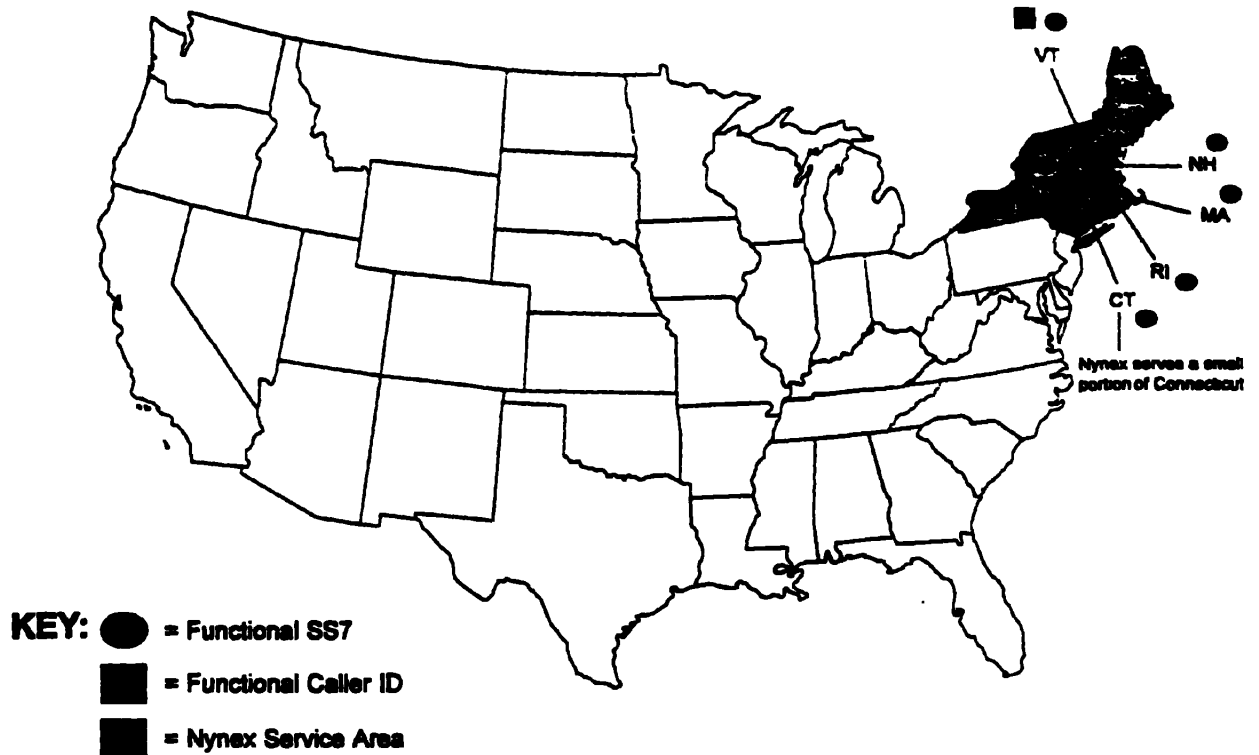 VT
NH
MA
RI
CT
Nynex serves a small
portion of Connecticut
KEY:
= Functional SS7
= Functional Caller ID
= Nynex Service Area